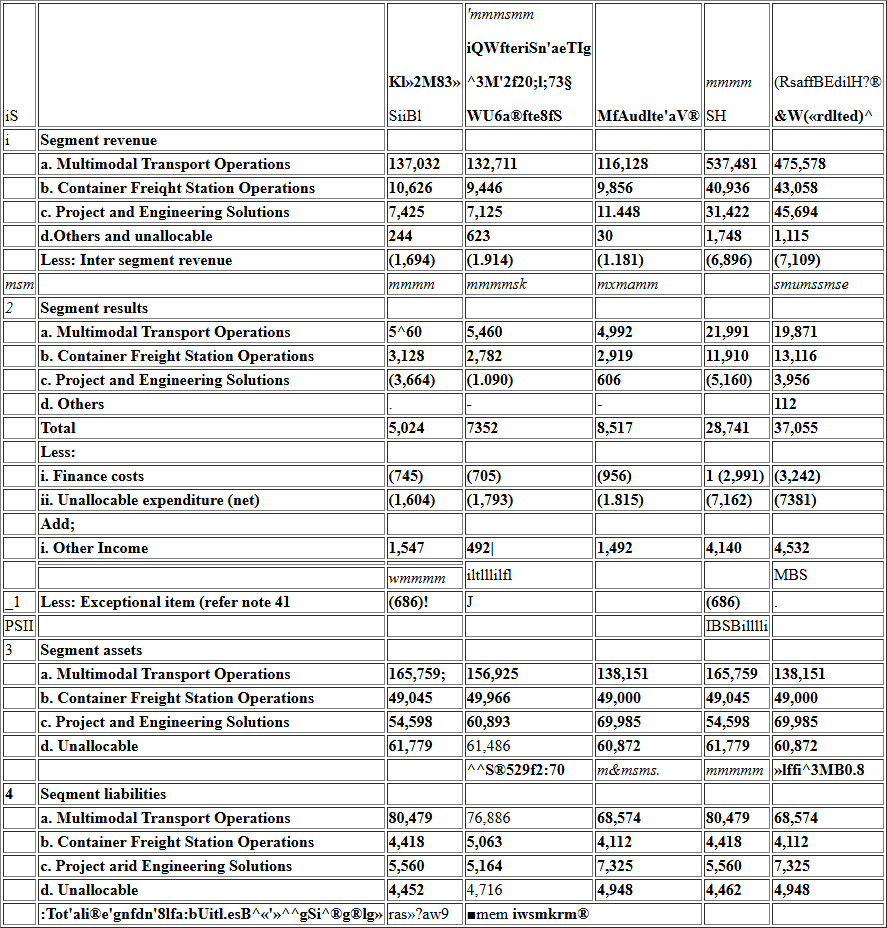 'mmmsmm
iQWfteriSn'aeTIg
Kl»2M83» ^3M'2f20;l;73§ mmmm (RsaffBEdilH?®
iS SiiBl WU6a®fte8fS MfAudlte'aV® SH &W(«rdlted)^
i Segment revenue
a. Multimodal Transport Operations 137,032 132,711 116,128 537,481 475,578
b. Container Freiqht Station Operations 10,626 9,446 9,856 40,936 43,058
c. Project and Engineering Solutions 7,425 7,125 11.448 31,422 45,694
d.Others and unallocable 244 623 30 1,748 1,115
Less: Inter segment revenue (1,694) (1.914) (1.181) (6,896) (7,109)
msm mmmm mmmmsk mxmamm smumssmse
2 Segment results
a. Multimodal Transport Operations 5^60 5,460 4,992 21,991 19,871
b. Container Freight Station Operations 3,128 2,782 2,919 11,910 13,116
c. Project and Engineering Solutions (3,664) (1.090) 606 (5,160) 3,956
d. Others . - - 112
Total 5,024 7352 8,517 28,741 37,055
Less:
i. Finance costs (745) (705) (956) 1 (2,991) (3,242)
ii. Unallocable expenditure (net) (1,604) (1,793) (1.815) (7,162) (7381)
Add;
i. Other Income 1,547 492| 1,492 4,140 4,532
wmmmm iltlllilfl MBS
_1 Less: Exceptional item (refer note 41 (686)! J (686) .
PSII IBSBilllli
3 Segment assets
a. Multimodal Transport Operations 165,759; 156,925 138,151 165,759 138,151
b. Container Freight Station Operations 49,045 49,966 49,000 49,045 49,000
c. Project and Engineering Solutions 54,598 60,893 69,985 54,598 69,985
d. Unallocable 61,779 61,486 60,872 61,779 60,872
^^S®529f2:70 m&msms. mmmmm »lffi^3MB0.8
4 Seqment liabilities
a. Multimodal Transport Operations 80,479 76,886 68,574 80,479 68,574
b. Container Freight Station Operations 4,418 5,063 4,112 4,418 4,112
c. Project arid Engineering Solutions 5,560 5,164 7,325 5,560 7,325
d. Unallocable 4,452 4,716 4,948 4,462 4,948
:Tot'ali®e'gnfdn'8lfa:bUitl.esB^«'»^^gSi^®g®lg» ras»?aw9 ■mem iwsmkrm®